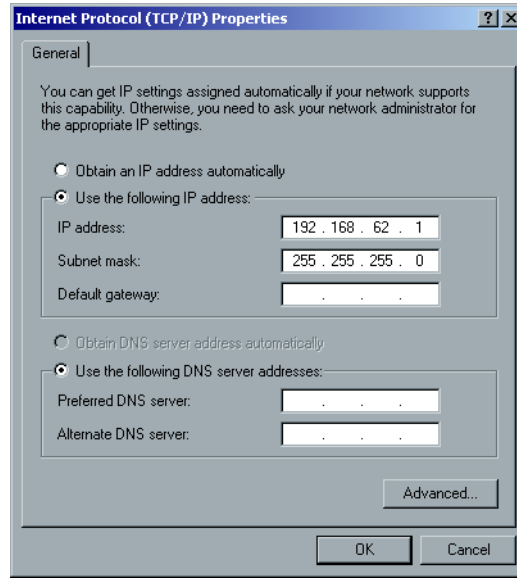 Internet Protocol (TCP/IP) Properties
General
You can get IP settings assigned automatically if your network supports
this capability. Otherwise, you need to ask your network administrator for
the appropriate IP settings.
Obtain an IP address automatically
Use the following IP address:
IP address: 192 . 168 . 62 . 1
Subnet mask: 255 . 255 . 255 . 0
Default gateway: . . .
Obtain DNS server address automatically
Use the following DNS server addresses:
Preferred DNS server: . . .
Alternate DNS server: . . .
Advanced...
OK Cancel